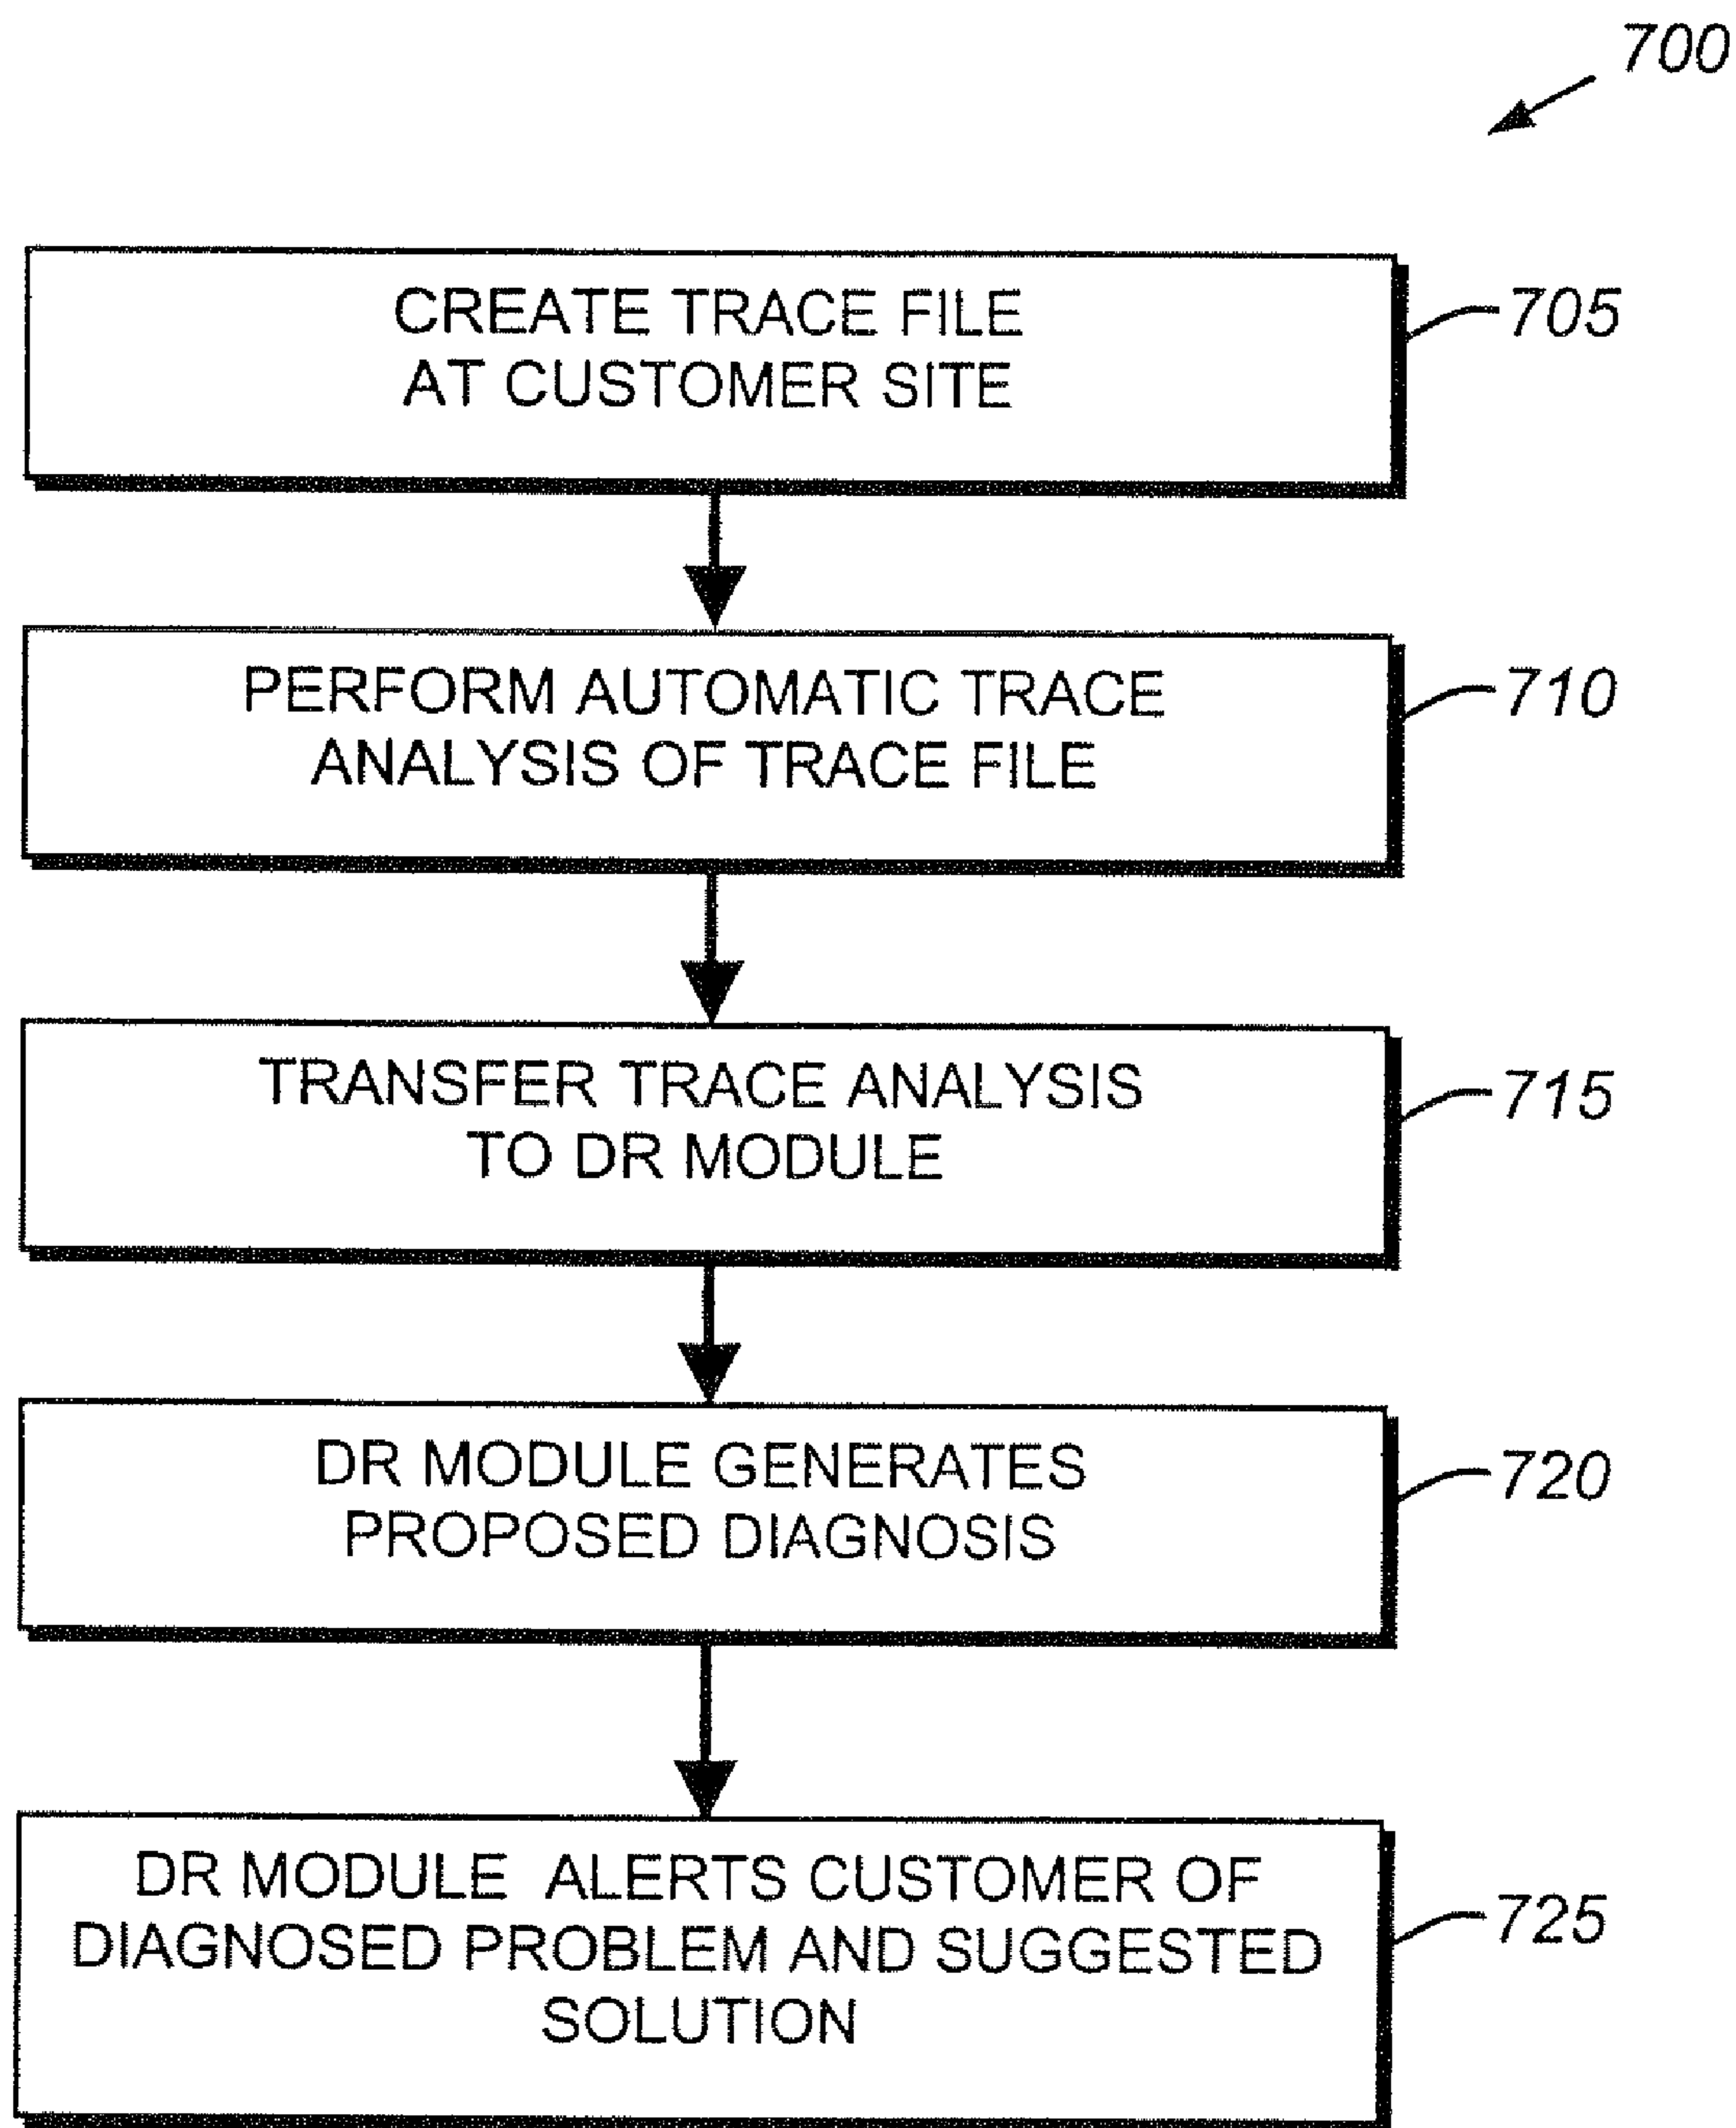 700
CREATE TRACE FILE
AT CUSTOMER SITE
705
PERFORM AUTOMATIC TRACE
ANALYSIS OF TRACE FILE
710
TRANSFER TRACE ANALYSIS
TO DR MODULE
715
DR MODULE GENERATES
PROPOSED DIAGNOSIS
720
DR MODULE ALERTS CUSTOMER OF
DIAGNOSED PROBLEM AND SUGGESTED
SOLUTION
725